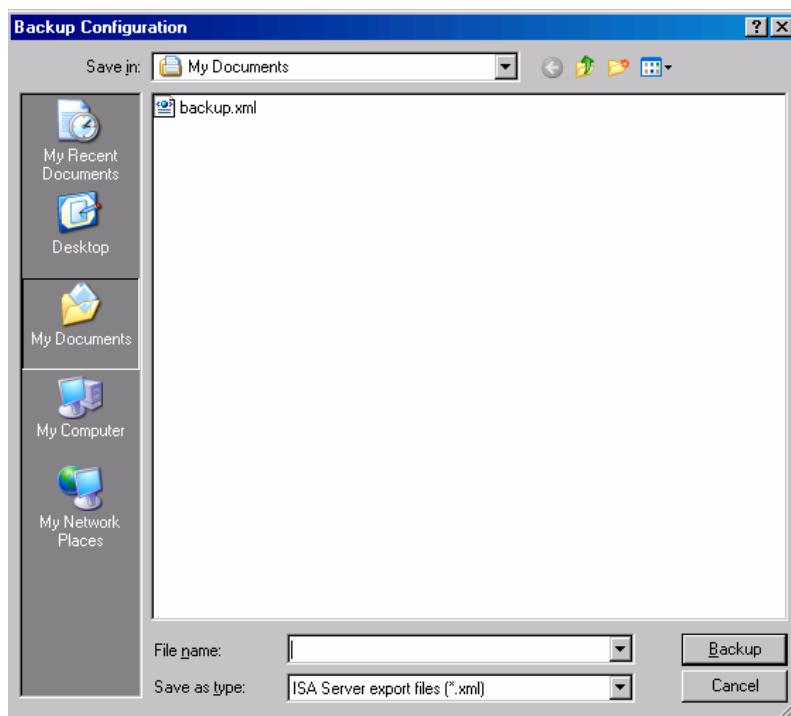 Backup Configuration
Save in:
My Documents
backup.xml
My Recent
Documents
Desktop
My Documents
My Computer
My Network
Places
File name:
Backup
Save as type:
ISA Server export files (*.xml)
Cancel